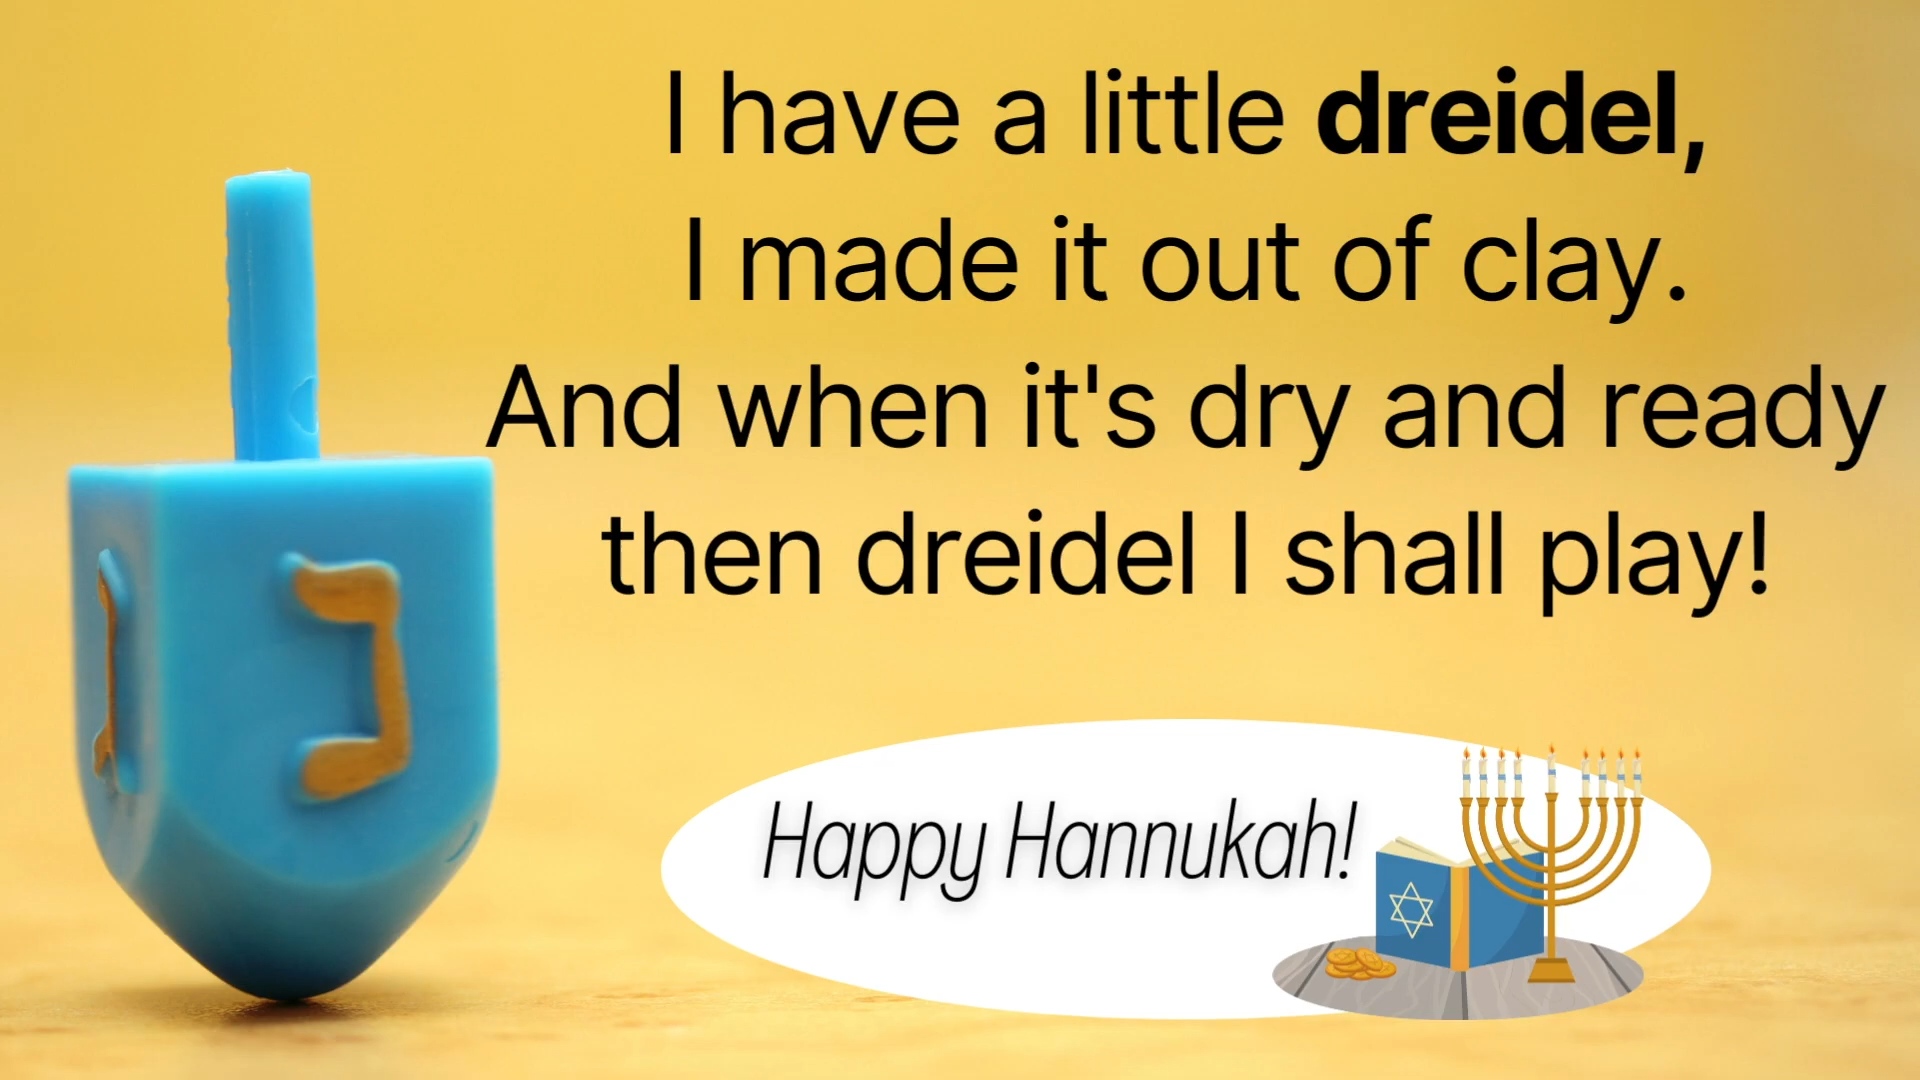 I have a little dreidel,
I made it out of clay.
And when it's dry and ready
then dreidel I shall play!
נ
Happy Hannukah!